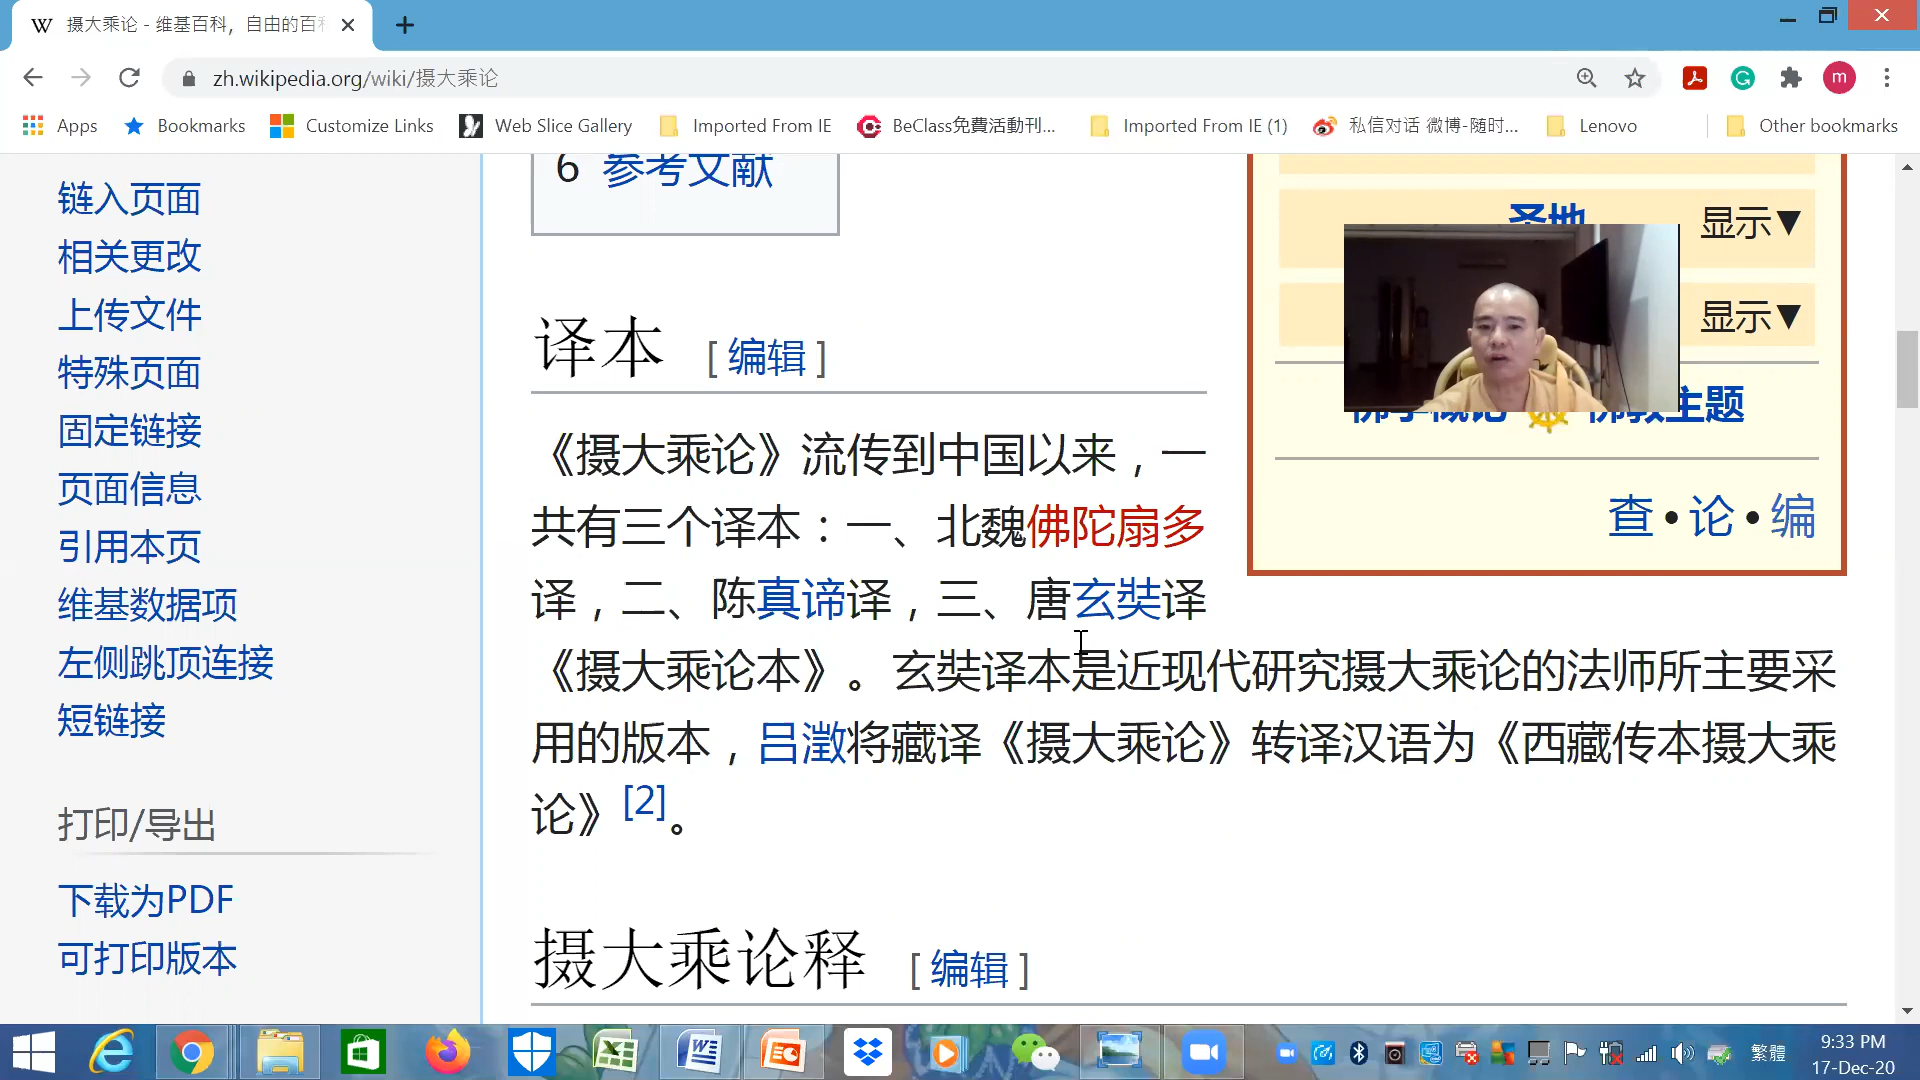 摄大乘论 - 维基百科，自由的百科
zh.wikipedia.org/wiki/摄大乘论
m
Apps
Bookmarks
Customize Links
Web Slice Gallery
Imported From IE
BeClass免費活動刊...
Imported From IE (1)
私信对话 微博-随时...
Lenovo
Other bookmarks
链入页面
相关更改
上传文件
特殊页面
固定链接
页面信息
引用本页
维基数据项
左侧跳顶连接
短链接
打印/导出
下载为PDF
可打印版本
6 参考文献
译本 [编辑]
《摄大乘论》流传到中国以来，一
共有三个译本：一、北魏佛陀扇多
译，二、陈真谛译，三、唐玄奘译
《摄大乘论本》。玄奘译本是近现代研究摄大乘论的法师所主要采
用的版本，吕澂将藏译《摄大乘论》转译汉语为《西藏传本摄大乘
论》[2]。
摄大乘论释 [编辑]
圣地 显示▼
显示▼
佛学概论 佛教主题
查•论•编
繁體
9:33 PM
17-Dec-20